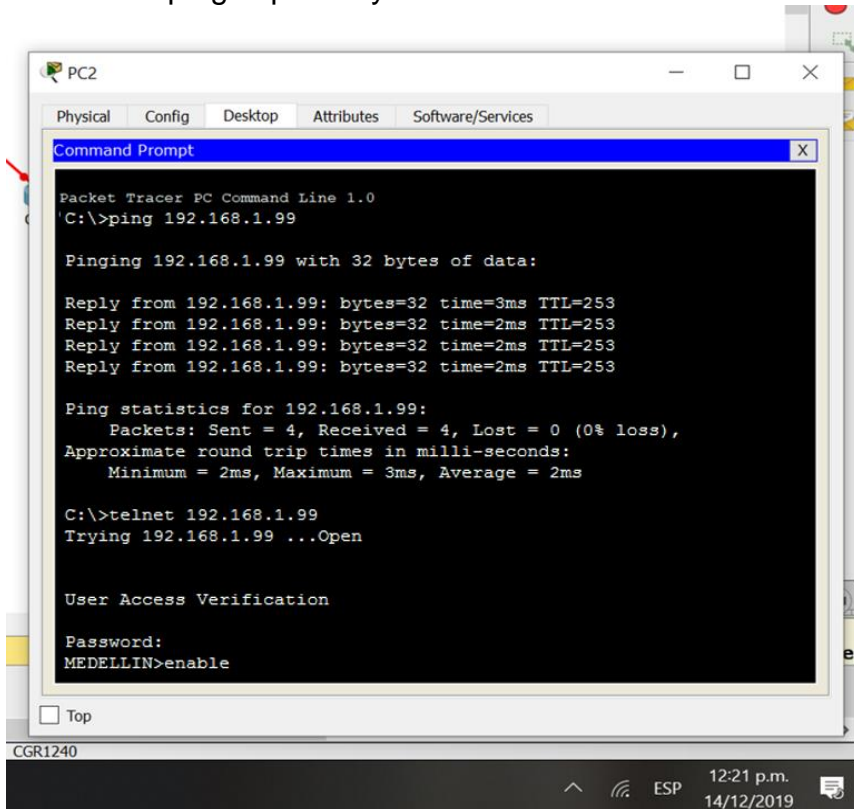 PC2
Physical Config Desktop Attributes Software/Services
Command Prompt
X
Packet Tracer PC Command Line 1.0
C:\>ping 192.168.1.99
Pinging 192.168.1.99 with 32 bytes of data:
Reply from 192.168.1.99: bytes=32 time=3ms TTL=253
Reply from 192.168.1.99: bytes=32 time=2ms TTL=253
Reply from 192.168.1.99: bytes=32 time=2ms TTL=253
Reply from 192.168.1.99: bytes=32 time=2ms TTL=253
Ping statistics for 192.168.1.99:
Packets: Sent = 4, Received = 4, Lost = 0 (0% loss),
Approximate round trip times in milli-seconds:
Minimum = 2ms, Maximum = 3ms, Average = 2ms
C:\>telnet 192.168.1.99
Trying 192.168.1.99 ...Open
User Access Verification
Password:
MEDELLIN>enable
Top
CGR1240
ESP
12:21 p.m.
14/12/2019